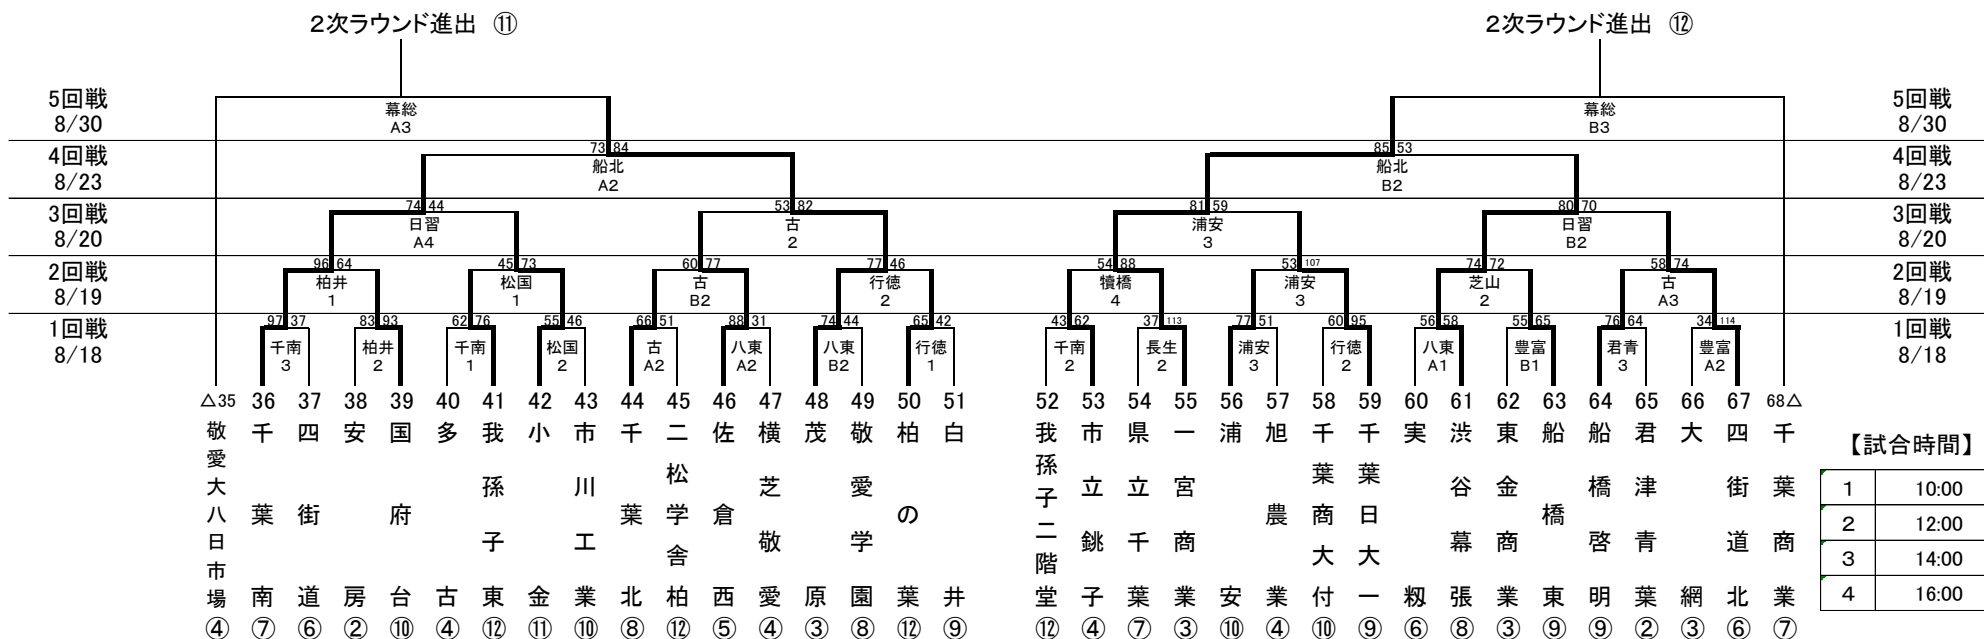 2次ラウンド進出 ⑪
2次ラウンド進出 ⑫
5回戦 幕総 幕総 5回戦
8/30 A3 B3 8/30
4回戦 73 84 85 53 4回戦
船北 船北
8/23 A2 B2 8/23
3回戦 74 44 53 82 81 59 80 70 3回戦
日習 古 浦安 日習
8/20 A4 2 3 B2 8/20
2回戦 96 64 45 73 60 77 77 46 54 88 53 107 74 72 58 74 2回戦
柏井 松国 古 行徳 犢橋 浦安 芝山 古
8/19 1 1 B2 2 4 3 2 A3 8/19
1回戦 97 37 83 93 62 76 55 46 66 51 88 31 74 44 65 42 43 62 37 113 77 51 60 95 56 58 55 65 76 64 34 114 1回戦
8/18 千南 柏井 千南 松国 古 八東 八東 行徳 千南 長生 浦安 行徳 八東 豊富 君青 豊富 8/18
3 2 1 2 A2 A2 B2 1 2 2 3 2 A1 B1 3 A2
△35 敬愛大八日市場 ④
36 千葉南 ⑦
37 四街道 ⑥
38 安房 ②
39 国府台 ⑩
40 多古 ④
41 我孫子東 ⑫
42 小金 ⑪
43 市川工業 ⑩
44 千葉北 ⑧
45 二松学舎柏 ⑫
46 佐倉西 ⑤
47 横芝敬愛 ④
48 茂原 ③
49 敬愛学園 ⑧
50 柏の葉 ⑫
51 白井 ⑨
52 我孫子二階堂 ⑫
53 市立銚子 ④
54 県立千葉 ⑦
55 一宮商業 ③
56 浦安 ⑩
57 旭農業 ④
58 千葉商大付 ⑩
59 千葉日大一 ⑨
60 実籾 ⑥
61 渋谷幕張 ⑧
62 東金商業 ③
63 船橋東 ⑨
64 船橋啓明 ⑨
65 君津青葉 ②
66 大網 ③
67 四街道北 ⑥
68△ 千葉商業 ⑦
【試合時間】
1 10:00
2 12:00
3 14:00
4 16:00